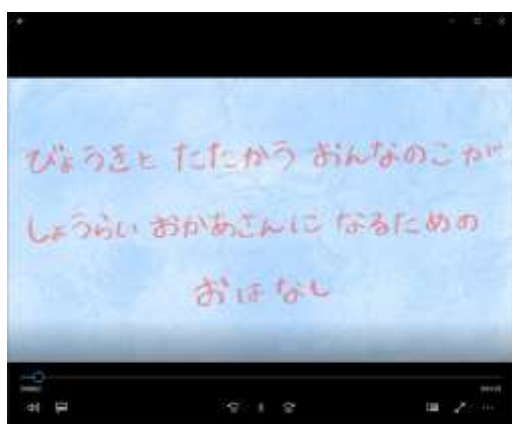 びょうきと たたかう おんなのこが
しょうらい おかあさんに なるための
おはなし